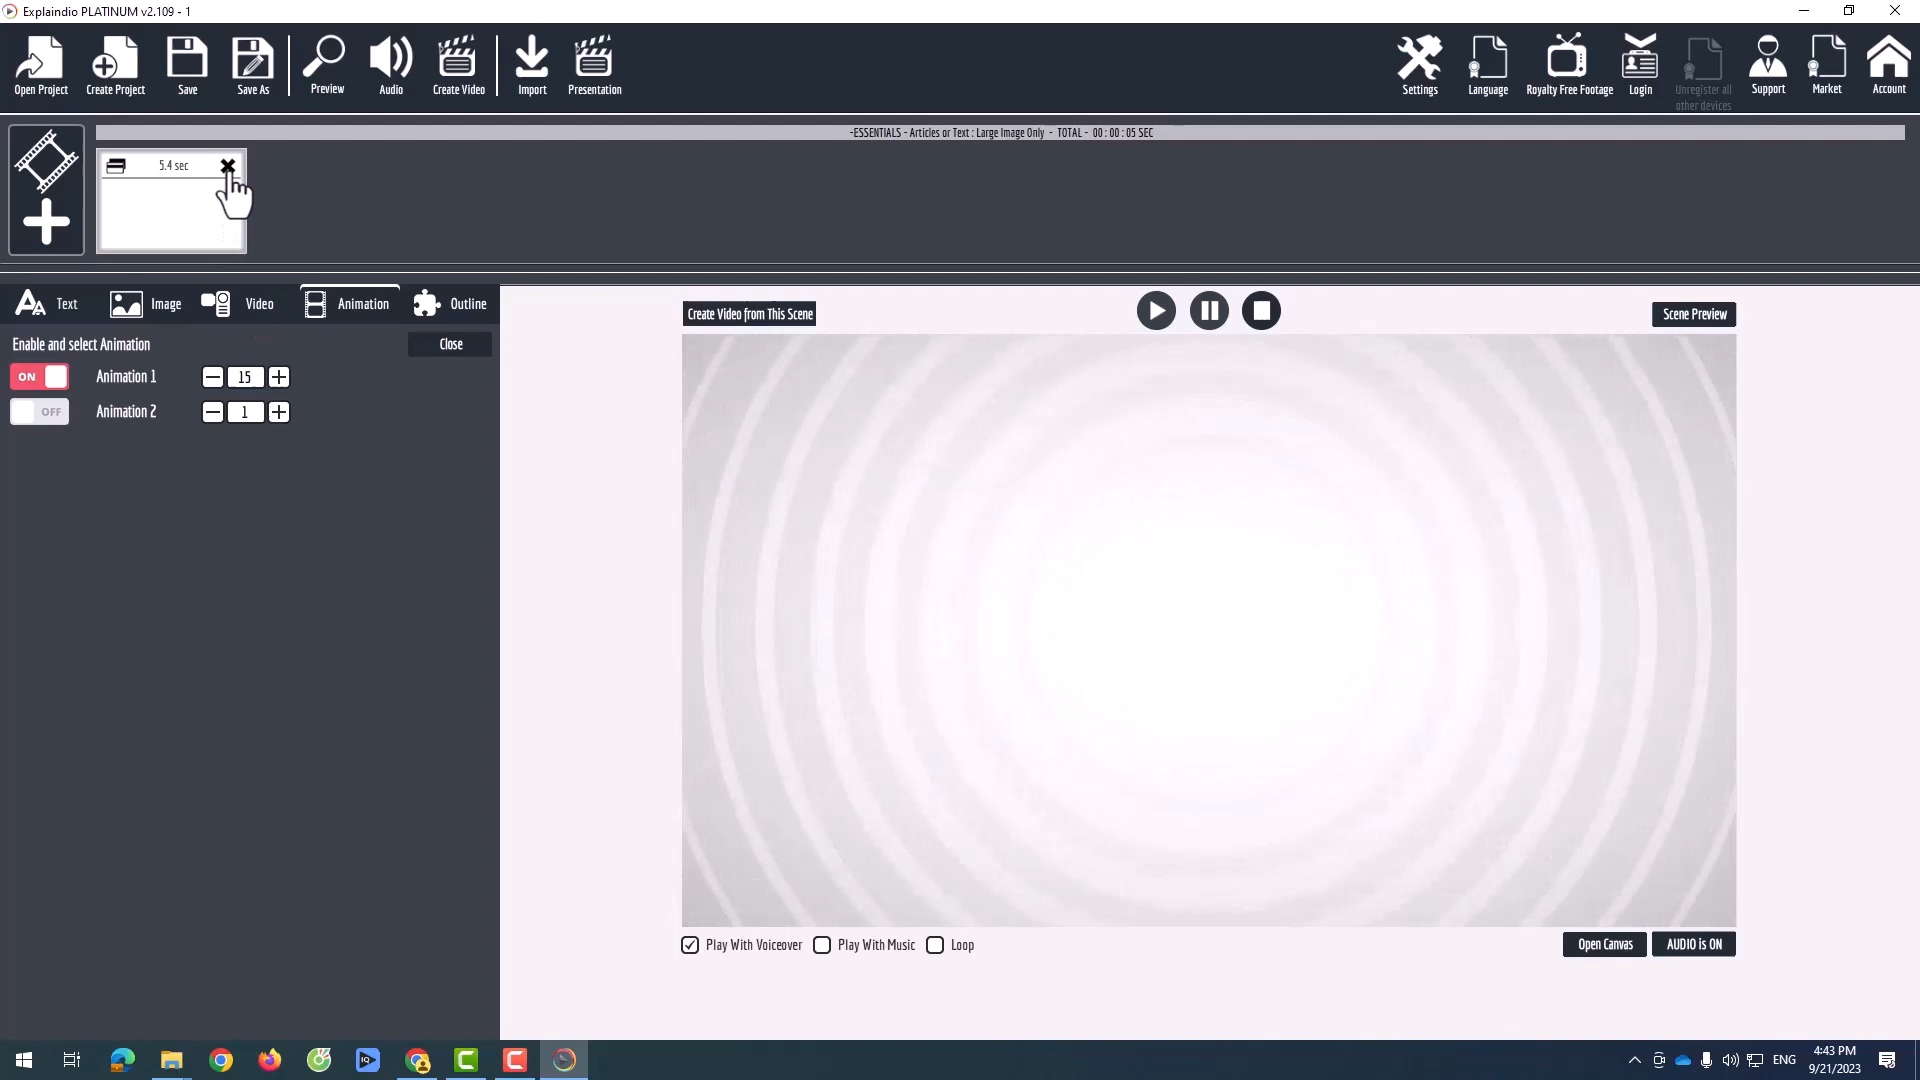 Explaindio PLATINUM v2.109 - 1
Open Project
Create Project
Save
Save As
Preview
Audio
Create Video
Import
Presentation
Settings
Language
Royalty Free Footage
Login
Unregister all
other devices
Support
Market
Account
-ESSENTIALS - Articles or Text : Large Image Only - TOTAL - 00 : 00 : 05 SEC
5.4 sec
Text
Image
Video
Animation
Outline
Enable and select Animation
Close
ON
Animation 1
15
OFF
Animation 2
1
Create Video from This Scene
Scene Preview
Play With Voiceover
Play With Music
Loop
Open Canvas
AUDIO is ON
IQ
ENG
4:43 PM
9/21/2023